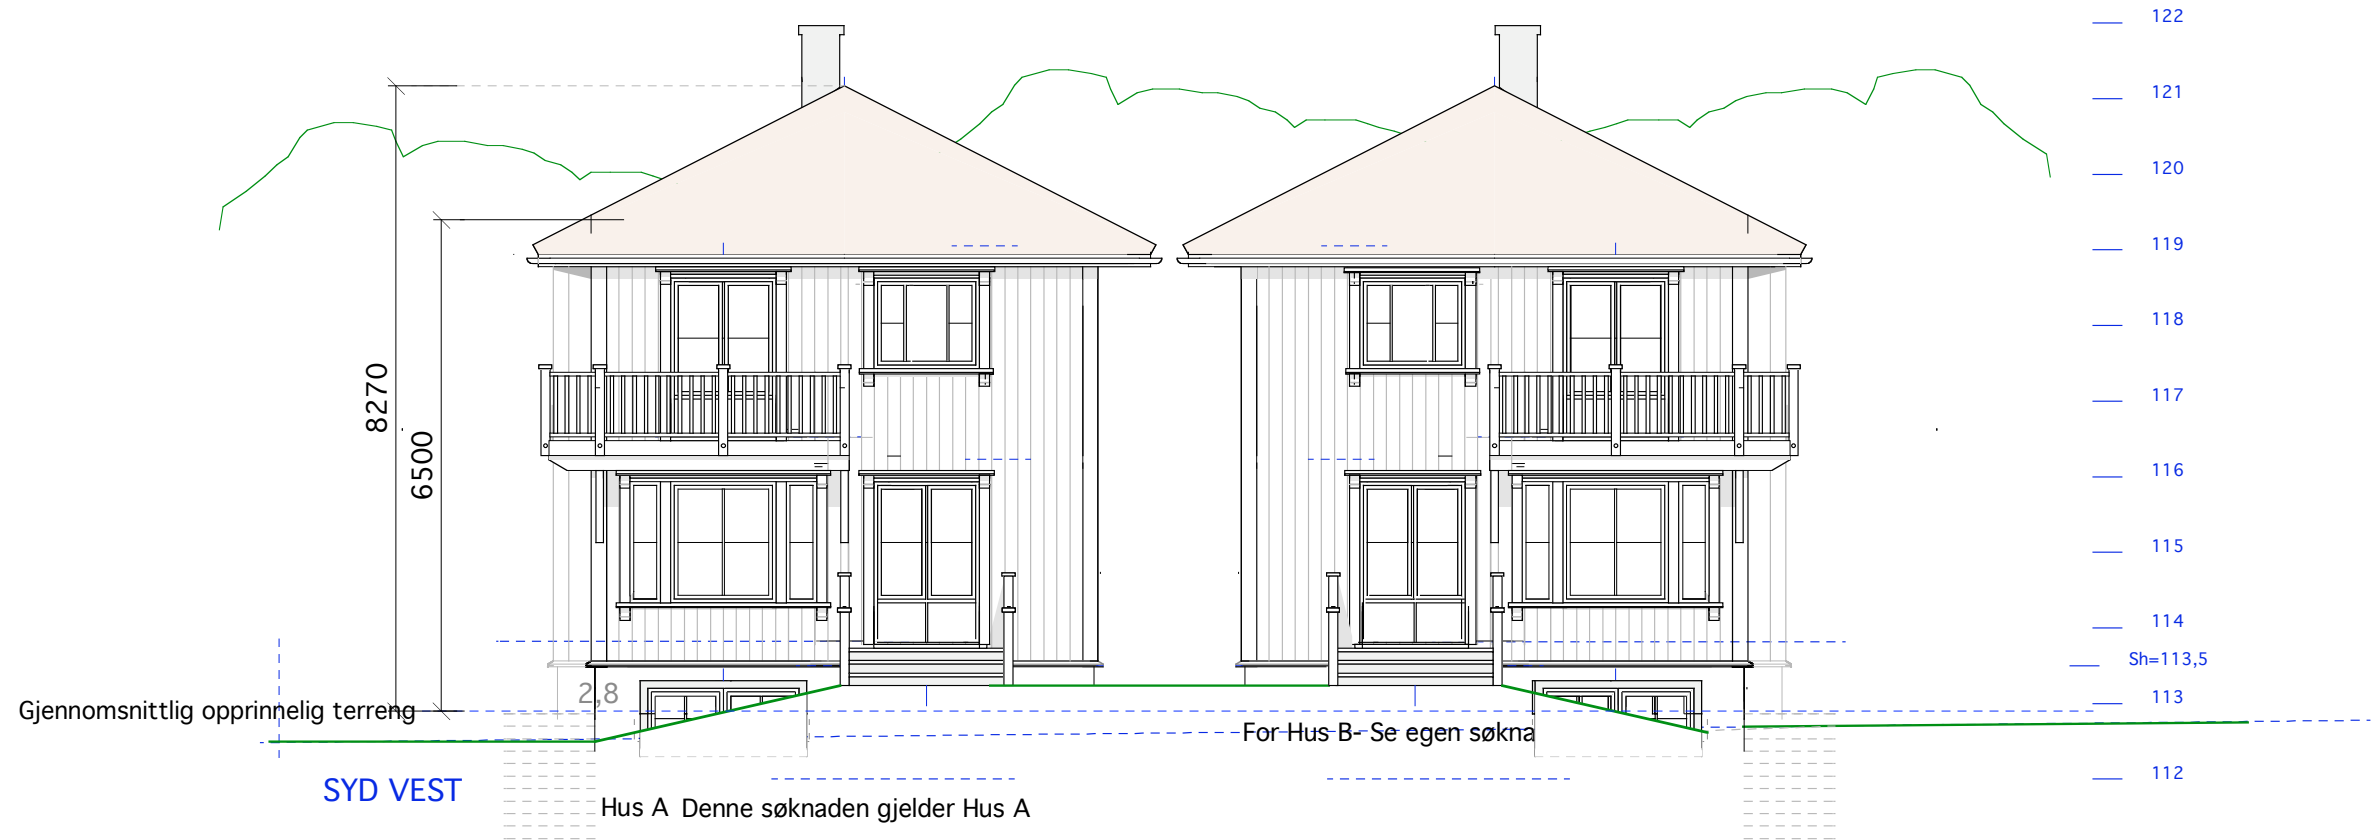 122
121
120
119
118
8270
117
6500
116
115
114
Sh=113,5
2,8
113
Gjennomsnittlig opprinnelig terreng
For Hus B- Se egen søkna
112
SYD VEST
Hus A Denne søknaden gjelder Hus A